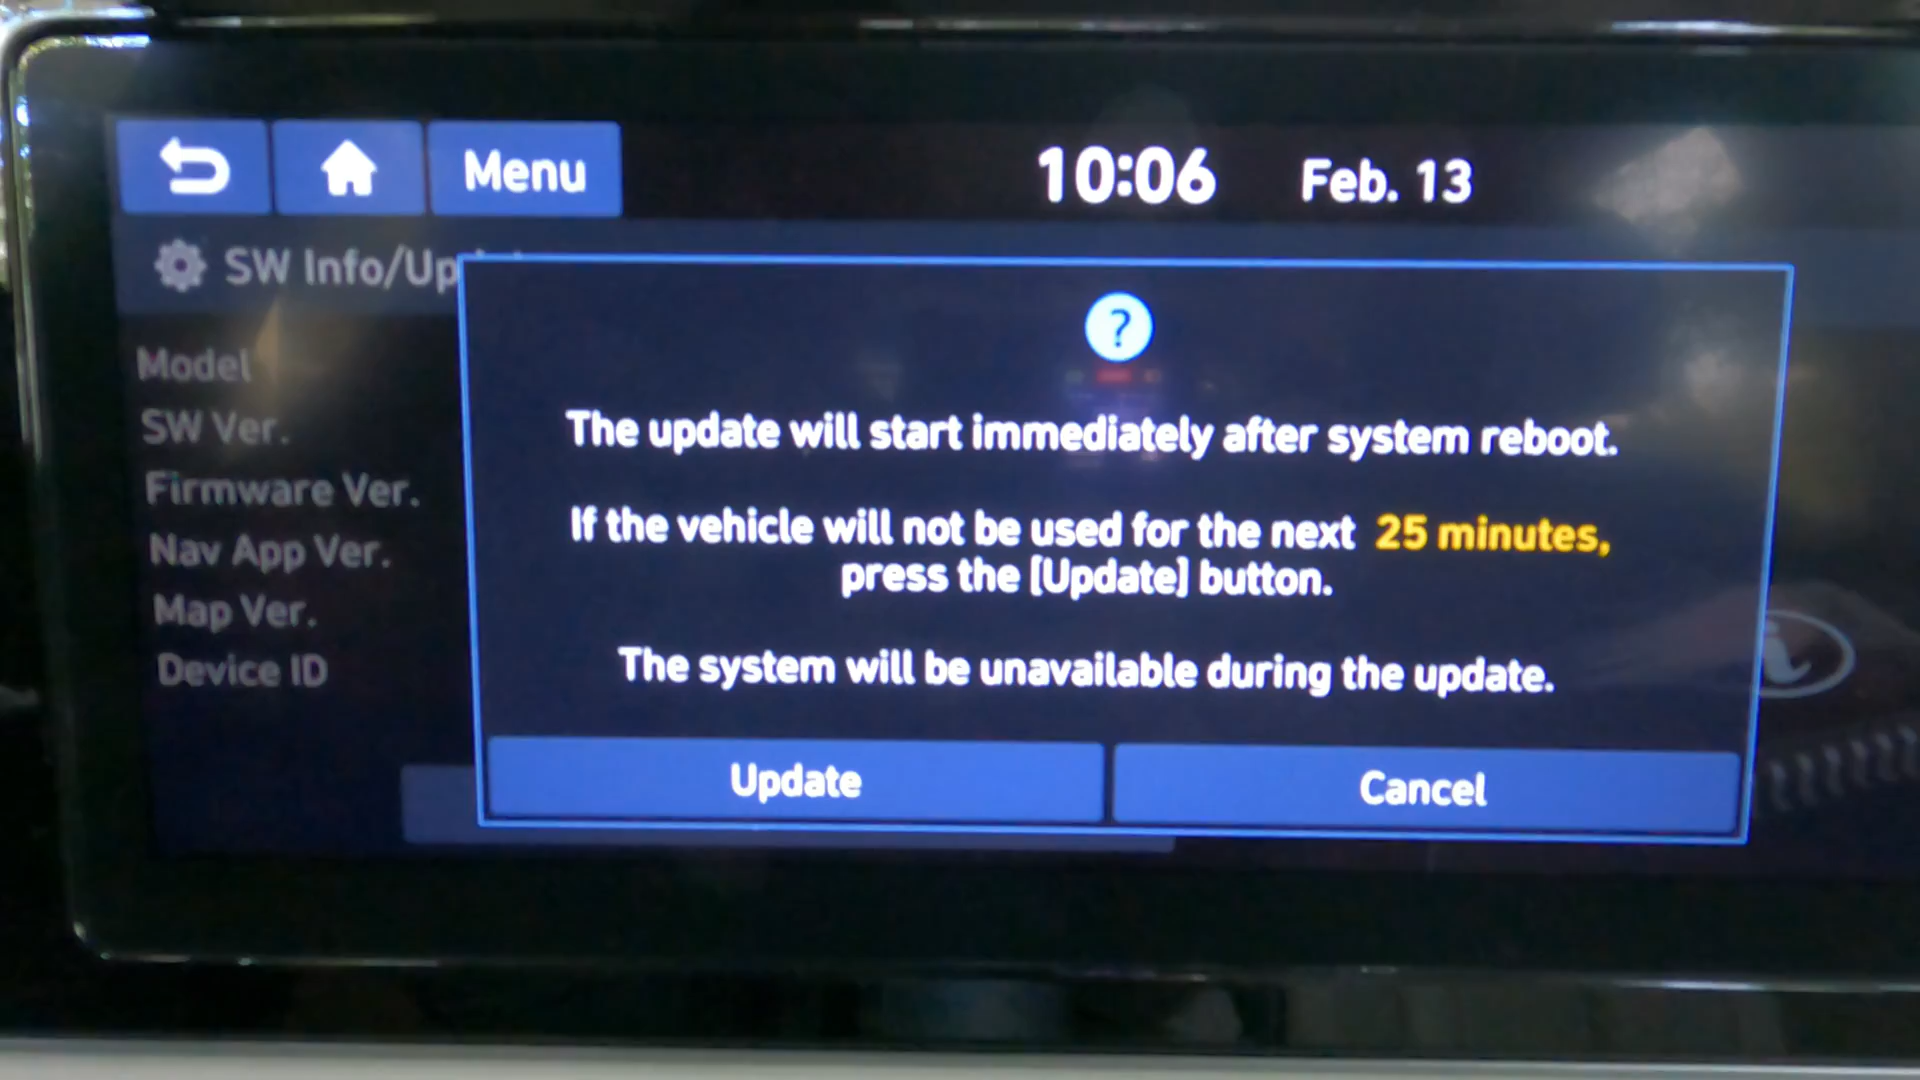 Menu
10:06 Feb. 13
SW Info/Up
?
The update will start immediately after system reboot.
If the vehicle will not be used for the next 25 minutes,
press the [Update] button.
The system will be unavailable during the update.
Update
Cancel
Model
SW Ver.
Firmware Ver.
Nav App Ver.
Map Ver.
Device ID
i